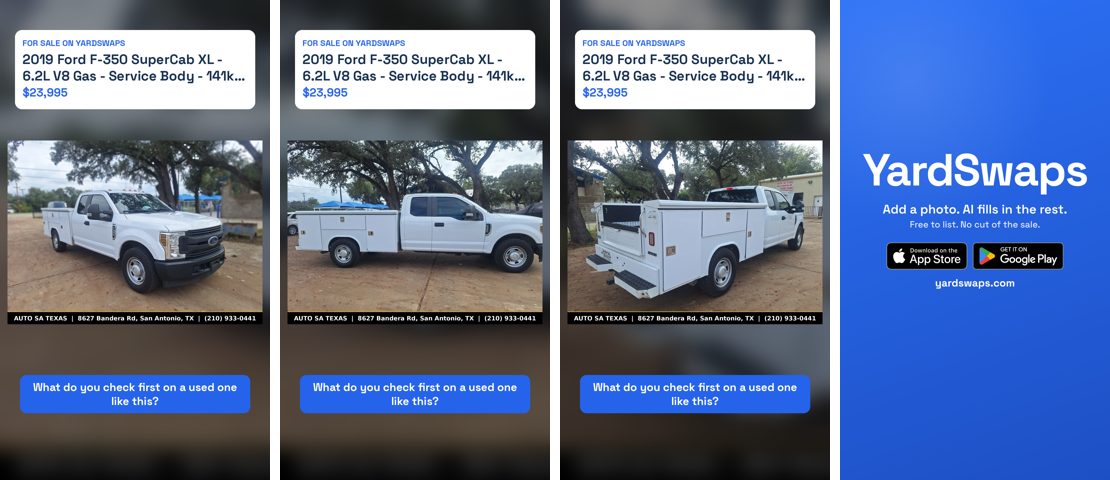 FOR SALE ON YARDSWAPS
2019 Ford F-350 SuperCab XL -
6.2L V8 Gas - Service Body - 141k...
$23,995
AUTO SA TEXAS | 8627 Bandera Rd, San Antonio, TX | (210) 933-0441
What do you check first on a used one
like this?
FOR SALE ON YARDSWAPS
2019 Ford F-350 SuperCab XL -
6.2L V8 Gas - Service Body - 141k...
$23,995
AUTO SA TEXAS | 8627 Bandera Rd, San Antonio, TX | (210) 933-0441
What do you check first on a used one
like this?
FOR SALE ON YARDSWAPS
2019 Ford F-350 SuperCab XL -
6.2L V8 Gas - Service Body - 141k...
$23,995
AUTO SA TEXAS | 8627 Bandera Rd, San Antonio, TX | (210) 933-0441
What do you check first on a used one
like this?
YardSwaps
Add a photo. AI fills in the rest.
Free to list. No cut of the sale.
Download on the
App Store
GET IT ON
Google Play
yardswaps.com